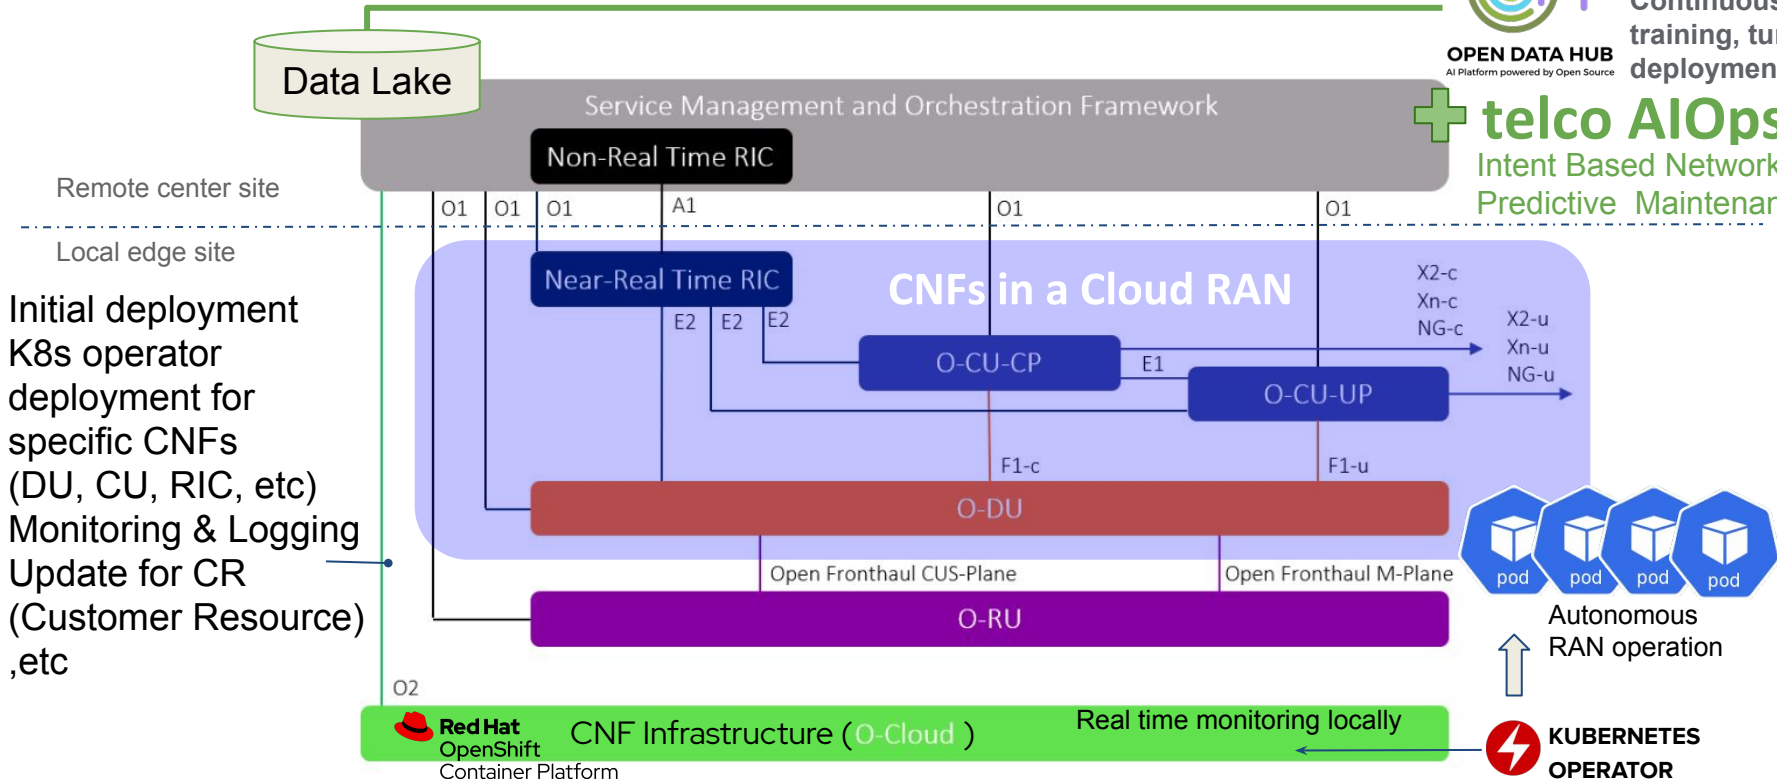 Continuous
training, tu
deploymen
OPEN DATA HUB
AI Platform powered by Open Source
Data Lake
Service Management and Orchestration Framework
telco AIOps
Intent Based Network
Predictive Maintenan
Non-Real Time RIC
Remote center site
O1
O1
O1
A1
O1
O1
Local edge site
Near-Real Time RIC
CNFs in a Cloud RAN
X2-c
Xn-c
NG-c
X2-u
Xn-u
NG-u
E2
E2
E2
O-CU-CP
E1
O-CU-UP
Initial deployment
K8s operator
deployment for
specific CNFs
(DU, CU, RIC, etc)
Monitoring & Logging
Update for CR
(Customer Resource)
,etc
F1-c
F1-u
O-DU
Open Fronthaul CUS-Plane
Open Fronthaul M-Plane
pod
pod
pod
pod
Autonomous
RAN operation
O-RU
O2
Red Hat
OpenShift
Container Platform
CNF Infrastructure (O-Cloud )
Real time monitoring locally
KUBERNETES
OPERATOR